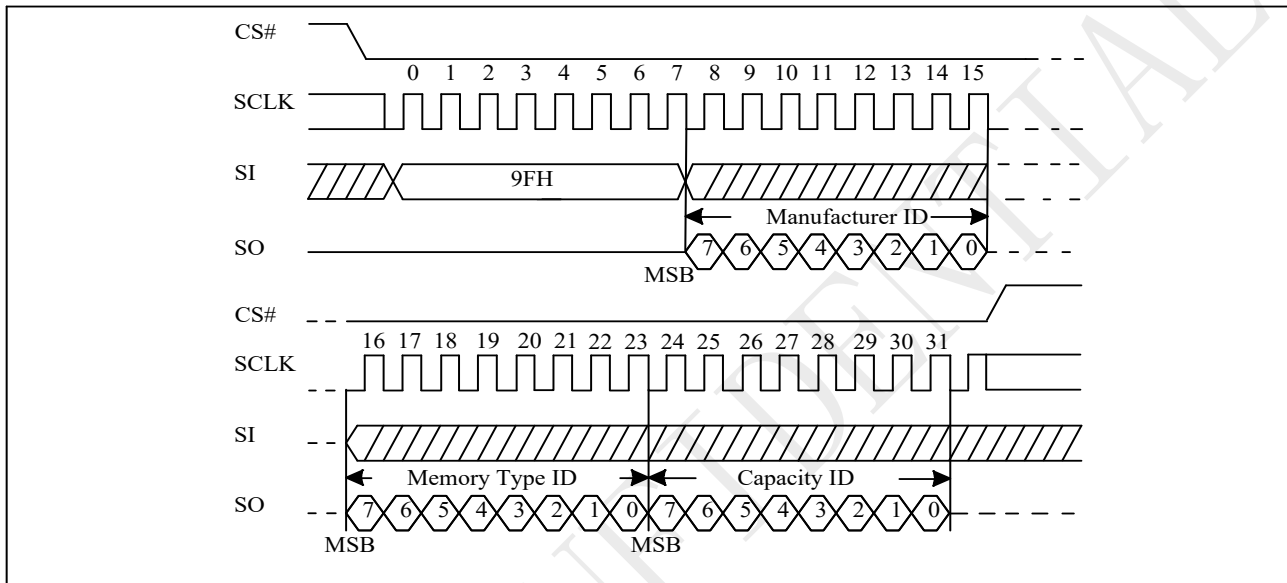 CS#
0 1 2 3 4 5 6 7 8 9 10 11 12 13 14 15
SCLK
SI
9FH
Manufacturer ID
SO
7 6 5 4 3 2 1 0
MSB
CS#
16 17 18 19 20 21 22 23 24 25 26 27 28 29 30 31
SCLK
SI
Memory Type ID Capacity ID
SO
7 6 5 4 3 2 1 0 7 6 5 4 3 2 1 0
MSB MSB